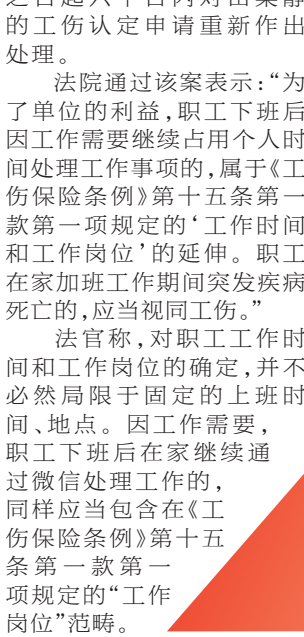 的工伤认定申请重新作出
处理。
法院通过该案表示：“为
了单位的利益，职工下班后
因工作需要继续占用个人时
间处理工作事项的，属于《工
伤保险条例》第十五条第一
款第一项规定的‘工作时间
和工作岗位’的延伸。职工
在家加班工作期间突发疾病
死亡的，应当视同工伤。”
法官称，对职工工作时
间和工作岗位的确定，并不
必然局限于固定的上班时
间、地点。因工作需要，
职工下班后在家继续通
过微信处理工作的，
同样应当包含在《工
伤保险条例》第十五
条第一款第一
项规定的“工作
岗位”范畴。